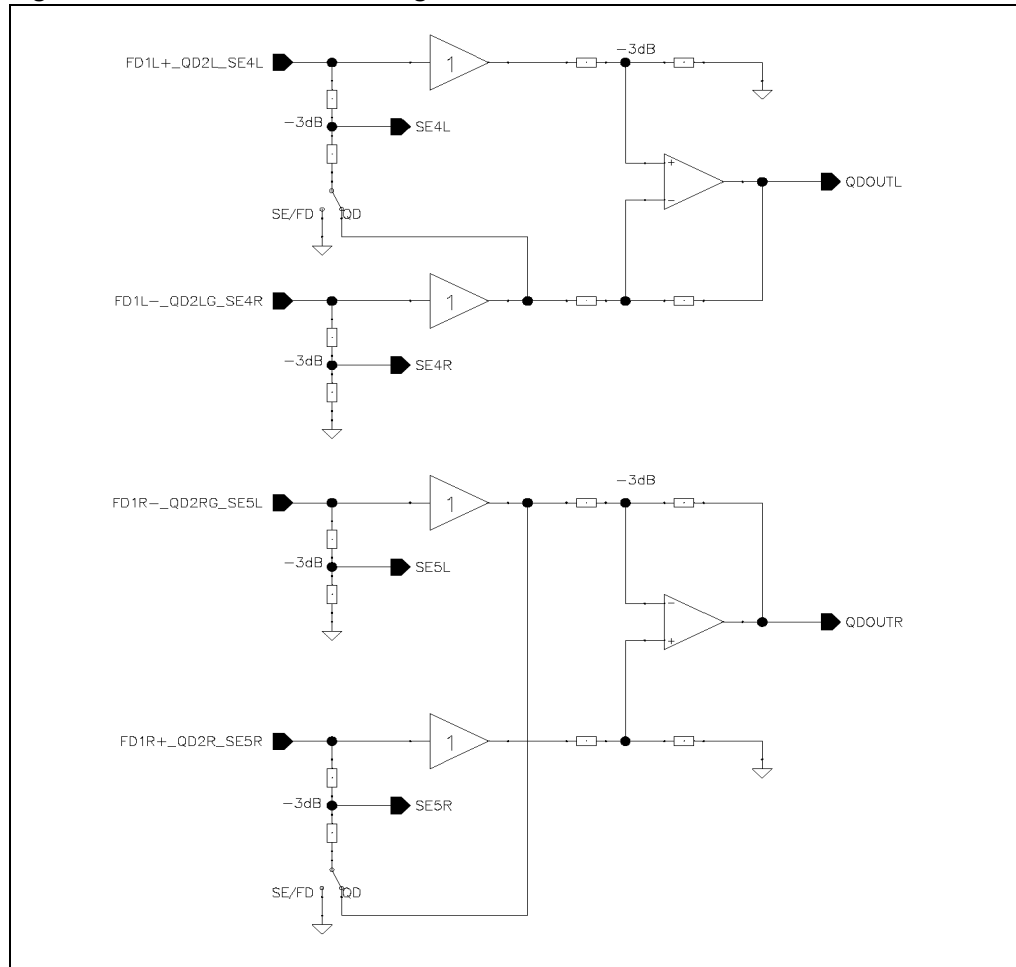 FD1L+_QD2L_SE4L
1
-3dB
-3dB
SE4L
+
-
QDOUTL
SE/FD
QD
FD1L-_QD2LG_SE4R
1
-3dB
SE4R
FD1R-_QD2RG_SE5L
1
-3dB
-3dB
SE5L
-
+
QDOUTR
FD1R+_QD2R_SE5R
1
-3dB
SE5R
SE/FD
QD